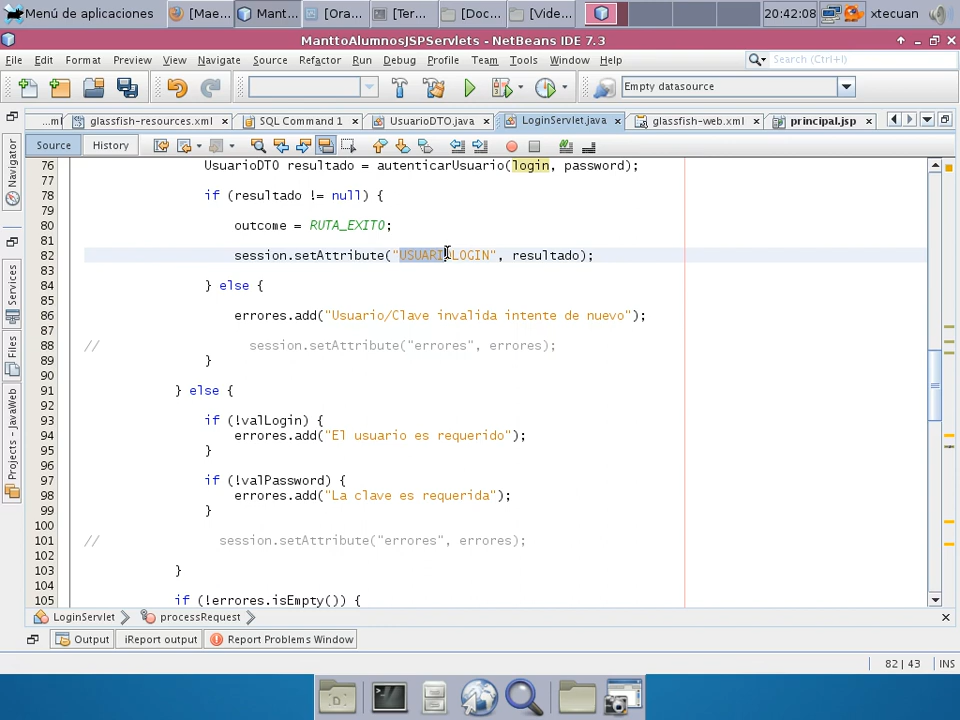 Menú de aplicaciones [Mae... Mant... [Ora... [Ter... [Doc... [Vide... 20:42:08 xtecuan
ManttoAlumnosJSPServlets - NetBeans IDE 7.3
File Edit Format Preview View Navigate Source Refactor Run Debug Profile Team Tools Window Help Search (Ctrl+I)
Empty datasource
...ml glassfish-resources.xml SQL Command 1 UsuarioDTO.java LoginServlet.java glassfish-web.xml principal.jsp
Source History
Navigator
Services
Files
Projects - JavaWeb
76 UsuarioDTO resultado = autenticarUsuario(login, password);
77
78 if (resultado != null) {
79
80 outcome = RUTA_EXITO;
81
82 session.setAttribute("USUARIOLOGIN", resultado);
83
84 } else {
85
86 errores.add("Usuario/Clave invalida intente de nuevo");
87
88 // session.setAttribute("errores", errores);
89 }
90
91 } else {
92
93 if (!valLogin) {
94 errores.add("El usuario es requerido");
95 }
96
97 if (!valPassword) {
98 errores.add("La clave es requerida");
99 }
100
101 // session.setAttribute("errores", errores);
102
103 }
104
105 if (!errores.isEmpty()) {
LoginServlet processRequest
Output iReport output Report Problems Window
82 | 43 INS